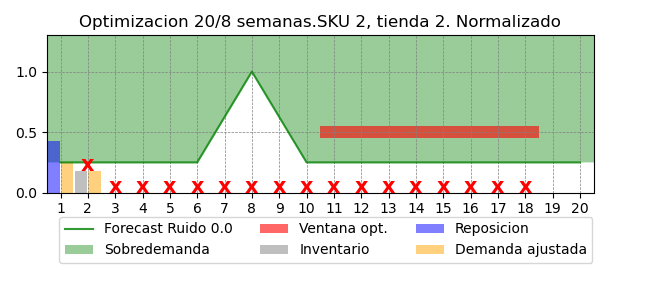 Optimizacion 20/8 semanas.SKU 2, tienda 2. Normalizado
1.0
0.5
0.0
1 2 3 4 5 6 7 8 9 10 11 12 13 14 15 16 17 18 19 20
Forecast Ruido 0.0 Ventana opt. Reposicion
Sobredemanda Inventario Demanda ajustada